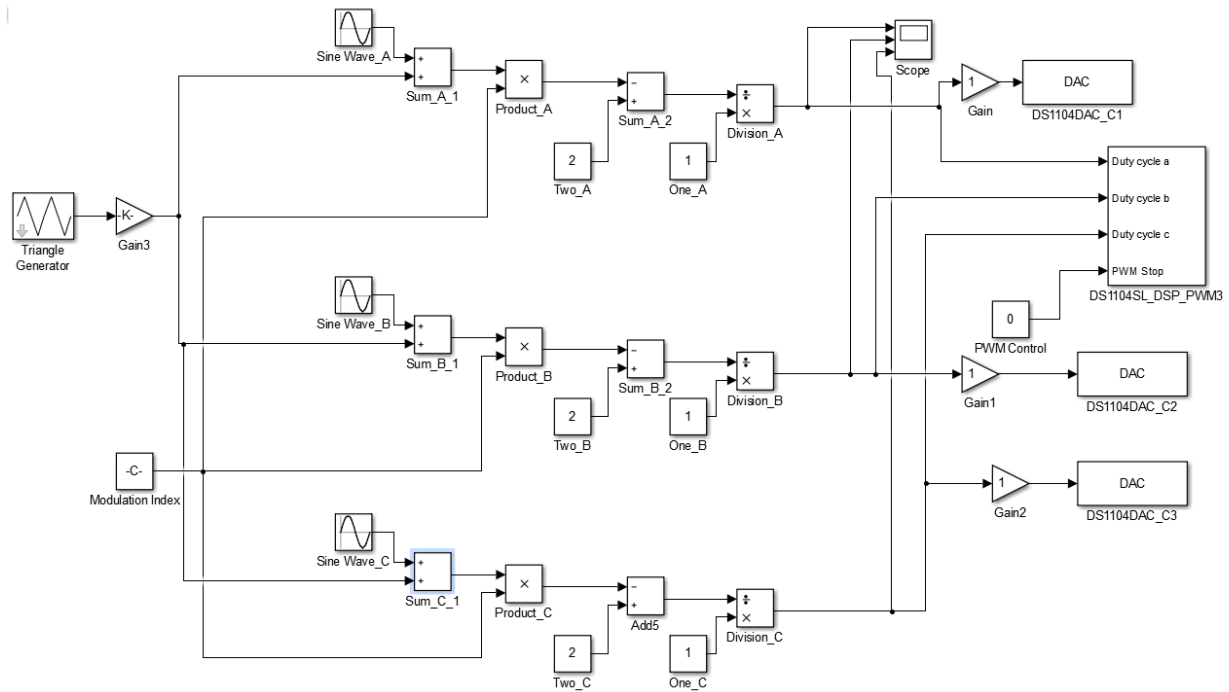 Sine Wave_A
+
+
Sum_A_1
×
Product_A
−
+
Sum_A_2
2
Two_A
÷
×
Division_A
1
One_A
Scope
1
Gain
DAC
DS1104DAC_C1
Duty cycle a
Duty cycle b
Duty cycle c
PWM Stop
DS1104SL_DSP_PWM3
0
PWM Control
Triangle
Generator
-K-
Gain3
Sine Wave_B
+
+
Sum_B_1
×
Product_B
−
+
Sum_B_2
2
Two_B
÷
×
Division_B
1
One_B
1
Gain1
DAC
DS1104DAC_C2
-C-
Modulation Index
1
Gain2
DAC
DS1104DAC_C3
Sine Wave_C
+
+
Sum_C_1
×
Product_C
−
+
Add5
2
Two_C
÷
×
Division_C
1
One_C